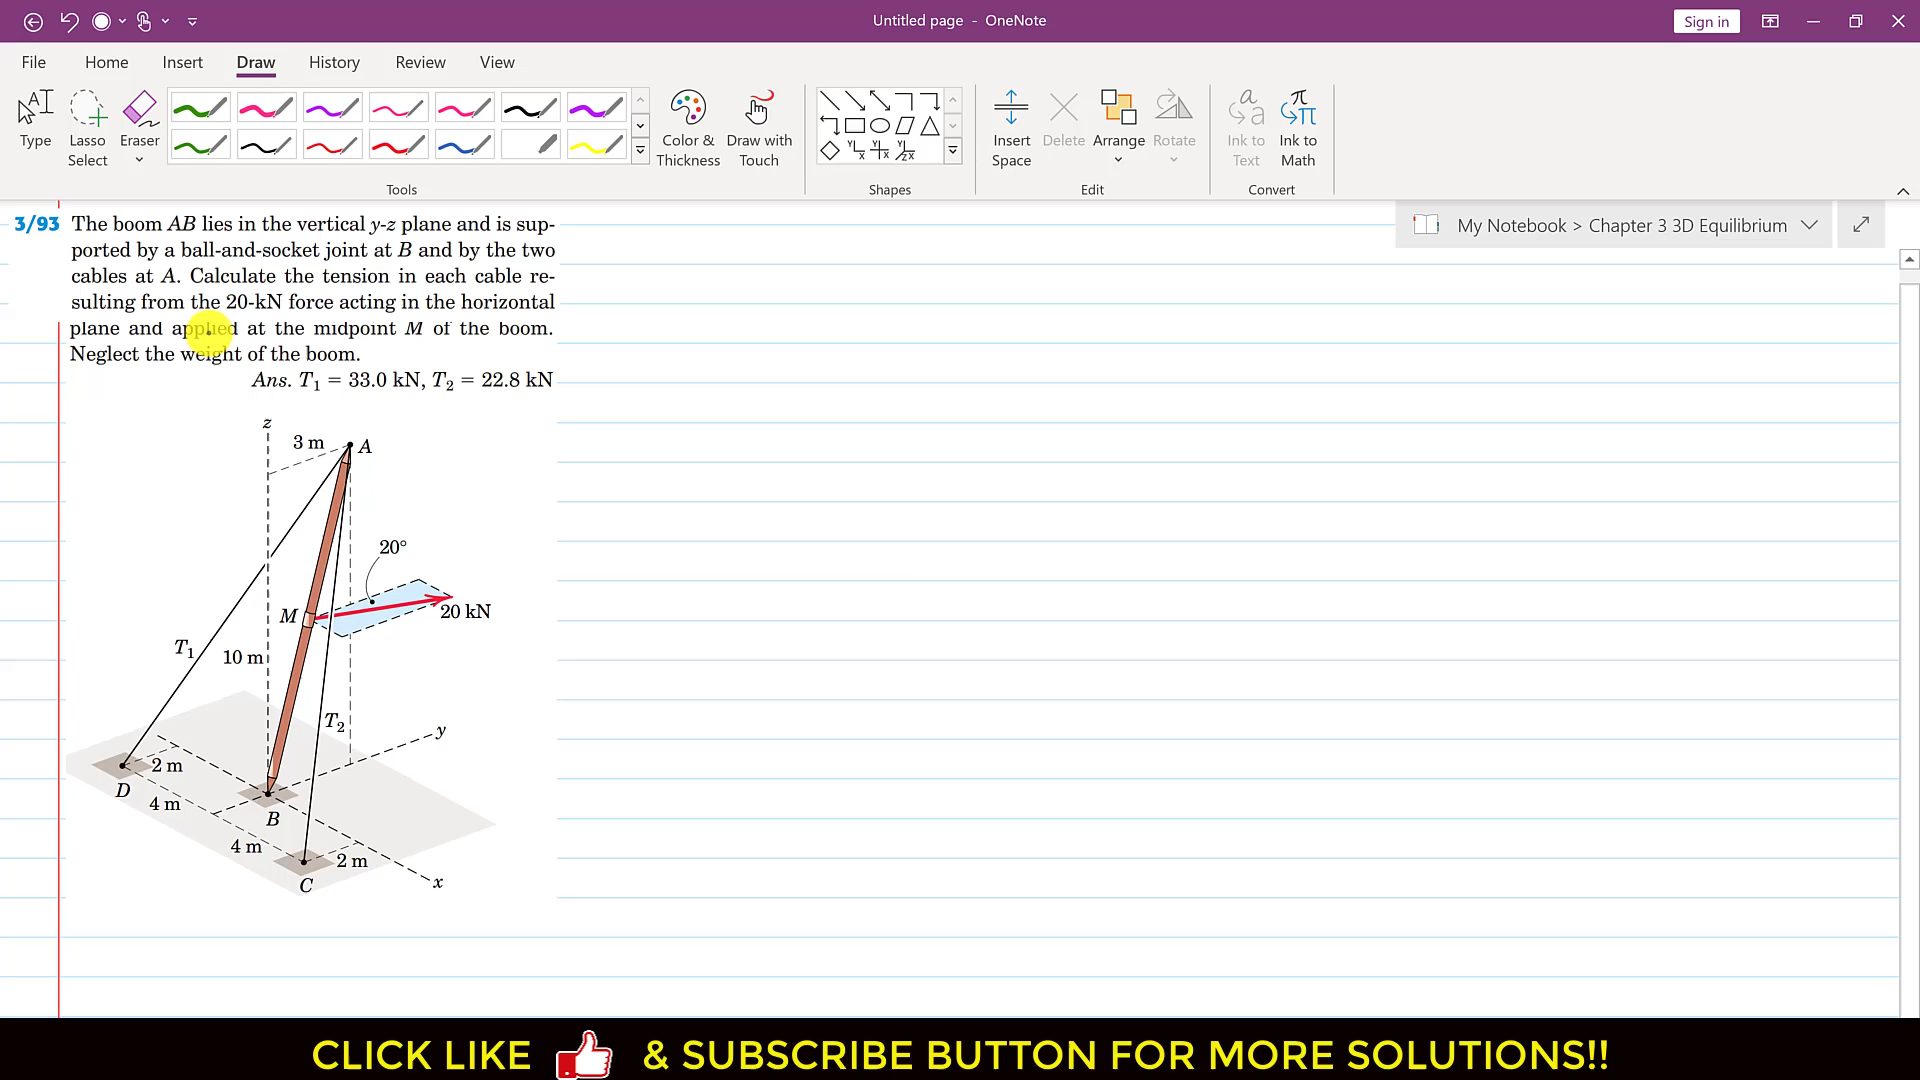 Untitled page - OneNote
Sign in
File Home Insert Draw History Review View
Type
Lasso Select
Eraser
Color & Thickness
Draw with Touch
Insert Space
Delete
Arrange
Rotate
Ink to Text
Ink to Math
Tools
Shapes
Edit
Convert
My Notebook > Chapter 3 3D Equilibrium
3/93 The boom AB lies in the vertical y-z plane and is sup-
ported by a ball-and-socket joint at B and by the two
cables at A. Calculate the tension in each cable re-
sulting from the 20-kN force acting in the horizontal
plane and applied at the midpoint M of the boom.
Neglect the weight of the boom.
Ans. T1 = 33.0 kN, T2 = 22.8 kN
z
3 m
A
20°
M
20 kN
T1
10 m
T2
y
2 m
D
4 m
B
4 m
2 m
C
x
CLICK LIKE & SUBSCRIBE BUTTON FOR MORE SOLUTIONS!!